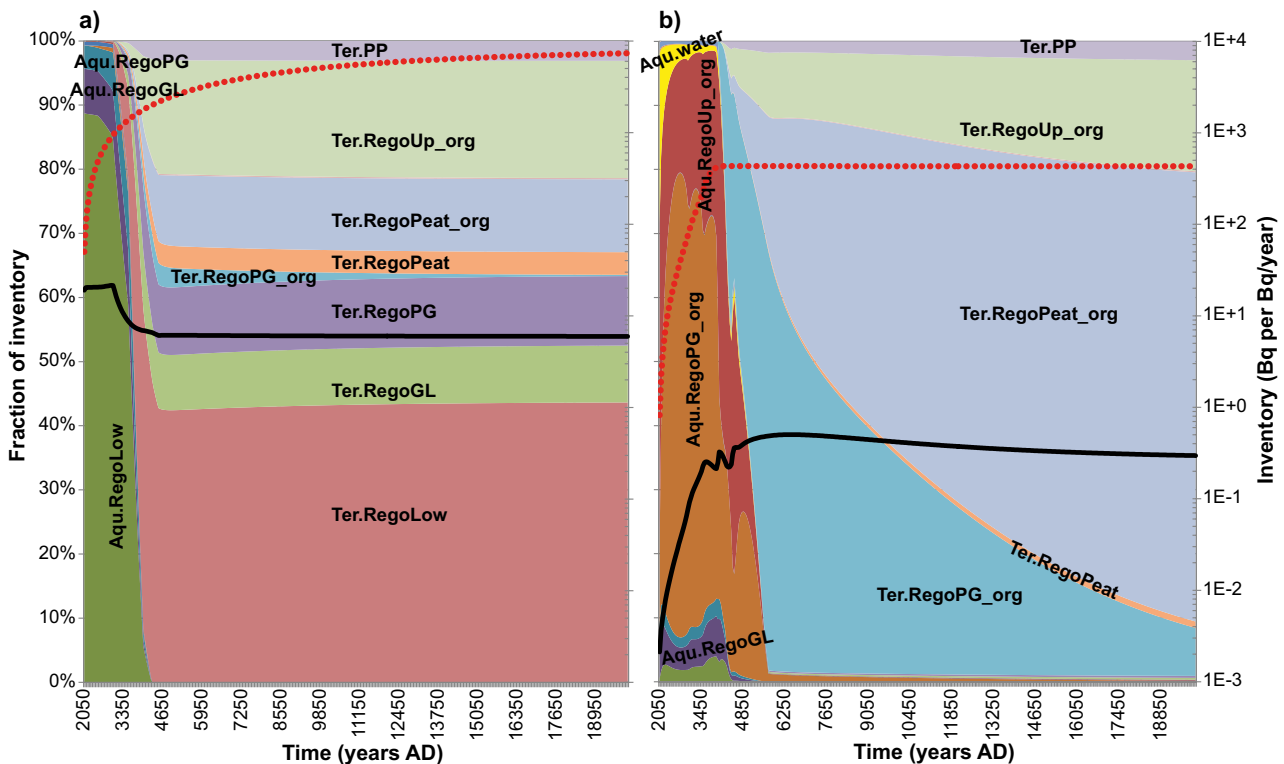 a)
b)
100%
90%
80%
70%
60%
50%
40%
30%
20%
10%
0%
Fraction of inventory
Aqu.RegoPG
Aqu.RegoGL
Aqu.RegoLow
Ter.PP
Ter.RegoUp_org
Ter.RegoPeat_org
Ter.RegoPeat
Ter.RegoPG_org
Ter.RegoPG
Ter.RegoGL
Ter.RegoLow
2050
3350
4650
5950
7250
8550
9850
11150
12450
13750
15050
16350
17650
18950
Time (years AD)
Aqu.water
Aqu.RegoUp_org
Aqu.RegoPG_org
Aqu.RegoGL
Ter.PP
Ter.RegoUp_org
Ter.RegoPeat_org
Ter.RegoPeat
Ter.RegoPG_org
1E+4
1E+3
1E+2
1E+1
1E+0
1E-1
1E-2
1E-3
Inventory (Bq per Bq/year)
2050
3450
4850
6250
7650
9050
10450
11850
13250
14650
16050
17450
18850
Time (years AD)